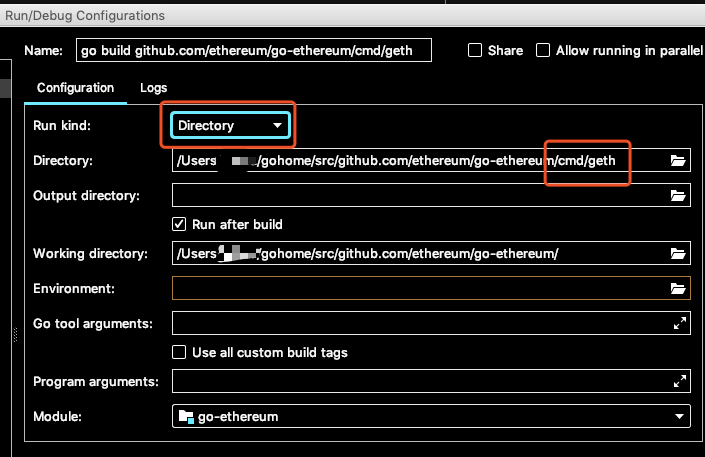 Run/Debug Configurations
Name: go build github.com/ethereum/go-ethereum/cmd/geth Share Allow running in parallel
Configuration Logs
Run kind: Directory
Directory: /Users /gohome/src/github.com/ethereum/go-ethereum/cmd/geth
Output directory:
Run after build
Working directory: /Users /gohome/src/github.com/ethereum/go-ethereum/
Environment:
Go tool arguments:
Use all custom build tags
Program arguments:
Module: go-ethereum